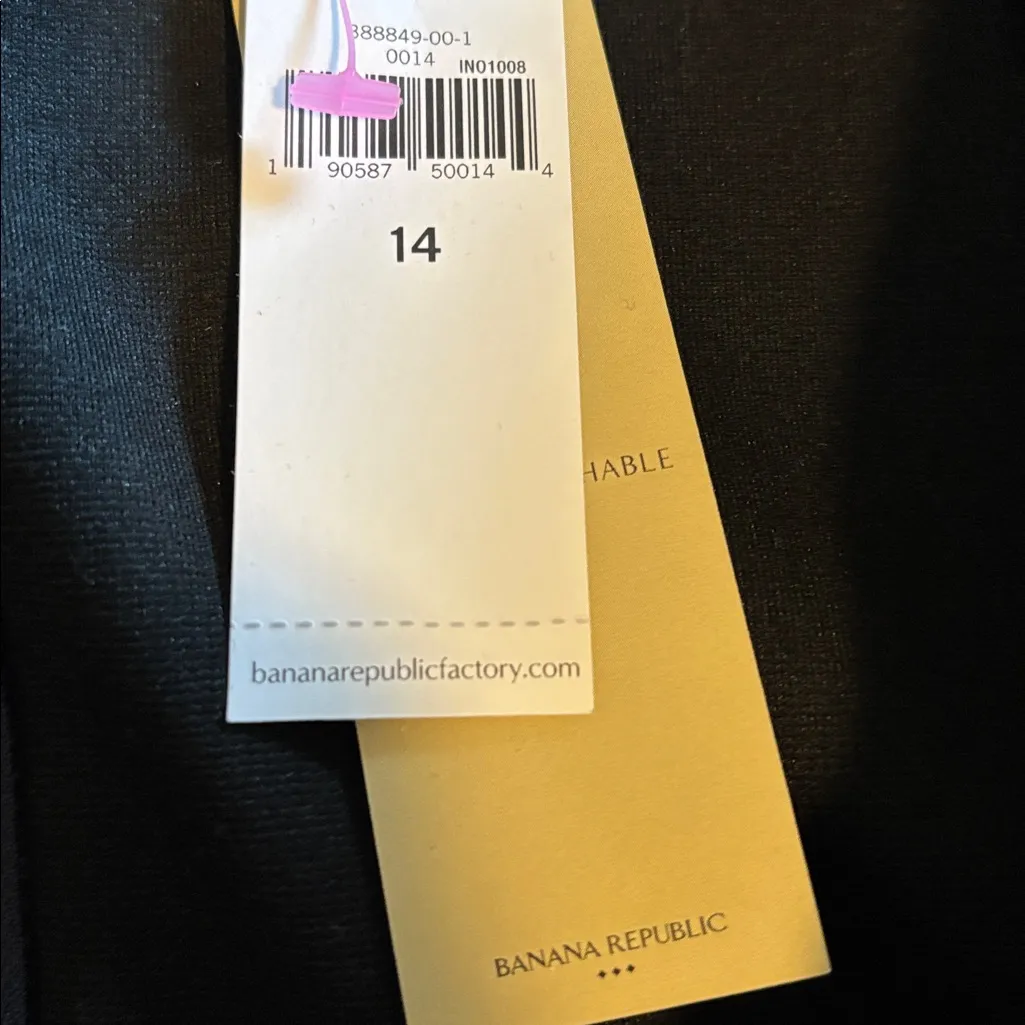 388849-00-1
0014
IN01008
1 90587 50014 4
14
HABLE
bananarepublicfactory.com
BANANA REPUBLIC